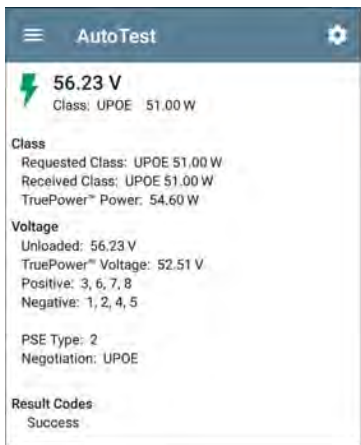 AutoTest
56.23 V
Class: UPOE 51.00 W
Class
Requested Class: UPOE 51.00 W
Received Class: UPOE 51.00 W
TruePower™ Power: 54.60 W
Voltage
Unloaded: 56.23 V
TruePower™ Voltage: 52.51 V
Positive: 3, 6, 7, 8
Negative: 1, 2, 4, 5
PSE Type: 2
Negotiation: UPOE
Result Codes
Success